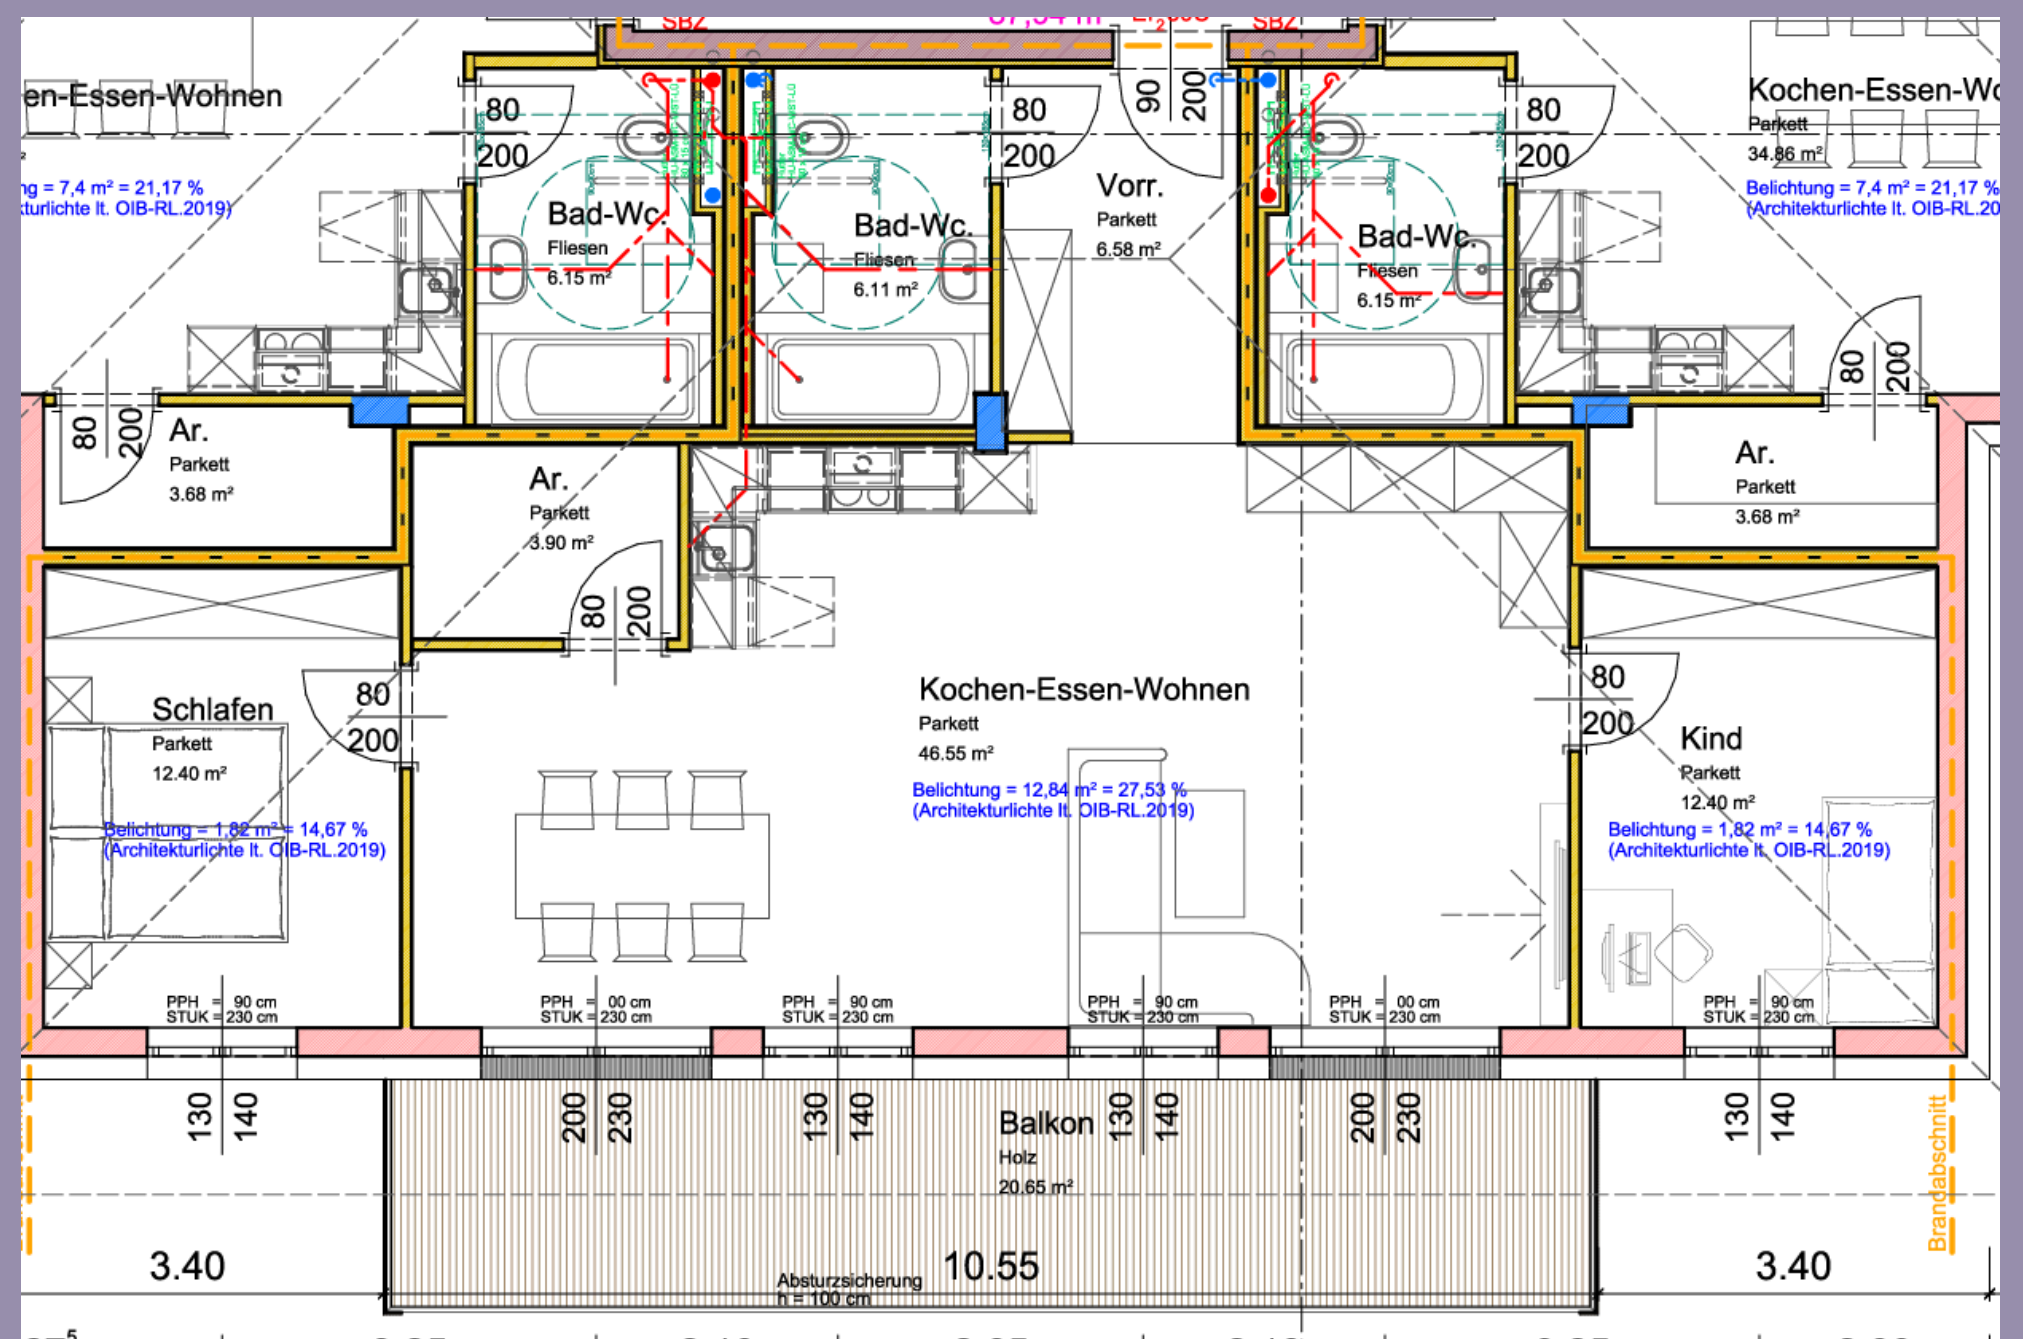 SBZ
SBZ
en-Essen-Wohnen
ng = 7,4 m² = 21,17 %
kturlichte lt. OIB-RL.2019)
80
200
80
200
90
200
80
200
Kochen-Essen-Wo
Parkett
34.86 m²
Belichtung = 7,4 m² = 21,17 %
(Architekturlichte lt. OIB-RL.20
Bad-Wc.
Fliesen
6.15 m²
Bad-Wc.
Fliesen
6.11 m²
Vorr.
Parkett
6.58 m²
Bad-Wc.
Fliesen
6.15 m²
80
200
Ar.
Parkett
3.68 m²
Ar.
Parkett
3.90 m²
80
200
80
200
Ar.
Parkett
3.68 m²
Schlafen
Parkett
12.40 m²
80
200
Belichtung = 1,82 m² = 14,67 %
(Architekturlichte lt. OIB-RL.2019)
Kochen-Essen-Wohnen
Parkett
46.55 m²
Belichtung = 12,84 m² = 27,53 %
(Architekturlichte lt. OIB-RL.2019)
80
200
Kind
Parkett
12.40 m²
Belichtung = 1,82 m² = 14,67 %
(Architekturlichte lt. OIB-RL.2019)
PPH = 90 cm
STUK = 230 cm
PPH = 00 cm
STUK = 230 cm
PPH = 90 cm
STUK = 230 cm
PPH = 90 cm
STUK = 230 cm
PPH = 00 cm
STUK = 230 cm
PPH = 90 cm
STUK = 230 cm
130
140
200
230
130
140
Balkon
Holz
20.65 m²
130
140
200
230
130
140
Brandabschnitt
3.40
10.55
3.40
Absturzsicherung
h = 100 cm